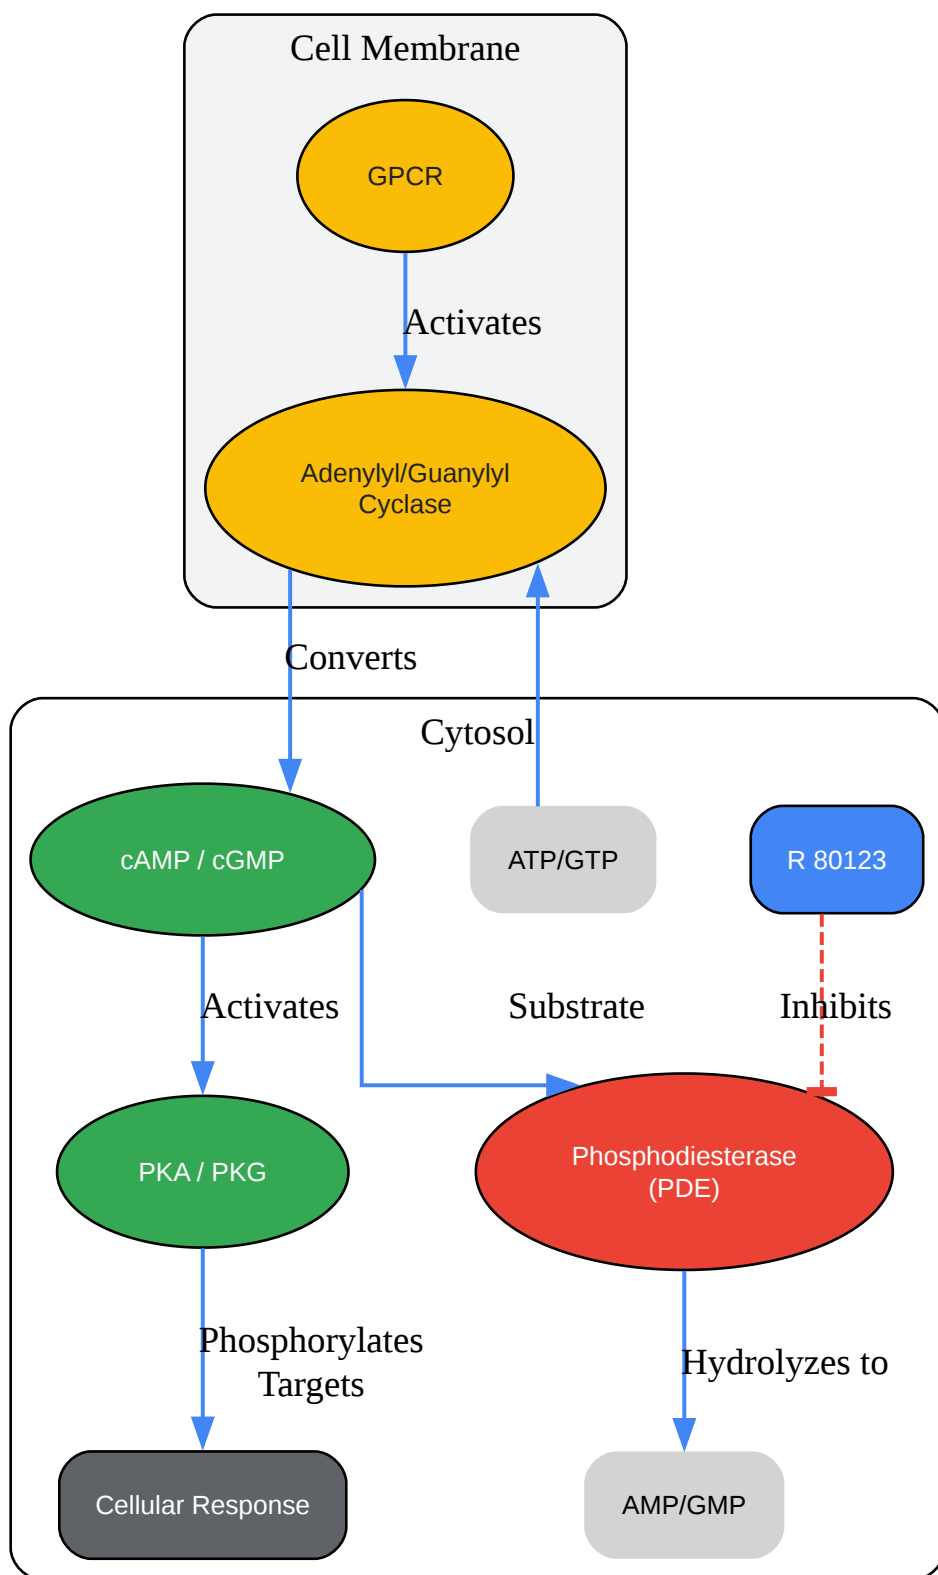 Cell Membrane
GPCR
Activates
Adenylyl/Guanylyl
Cyclase
Converts
Cytosol
cAMP / cGMP
ATP/GTP
R 80123
Activates
Substrate
Inhibits
PKA / PKG
Phosphodiesterase
(PDE)
Phosphorylates
Targets
Hydrolyzes to
Cellular Response
AMP/GMP